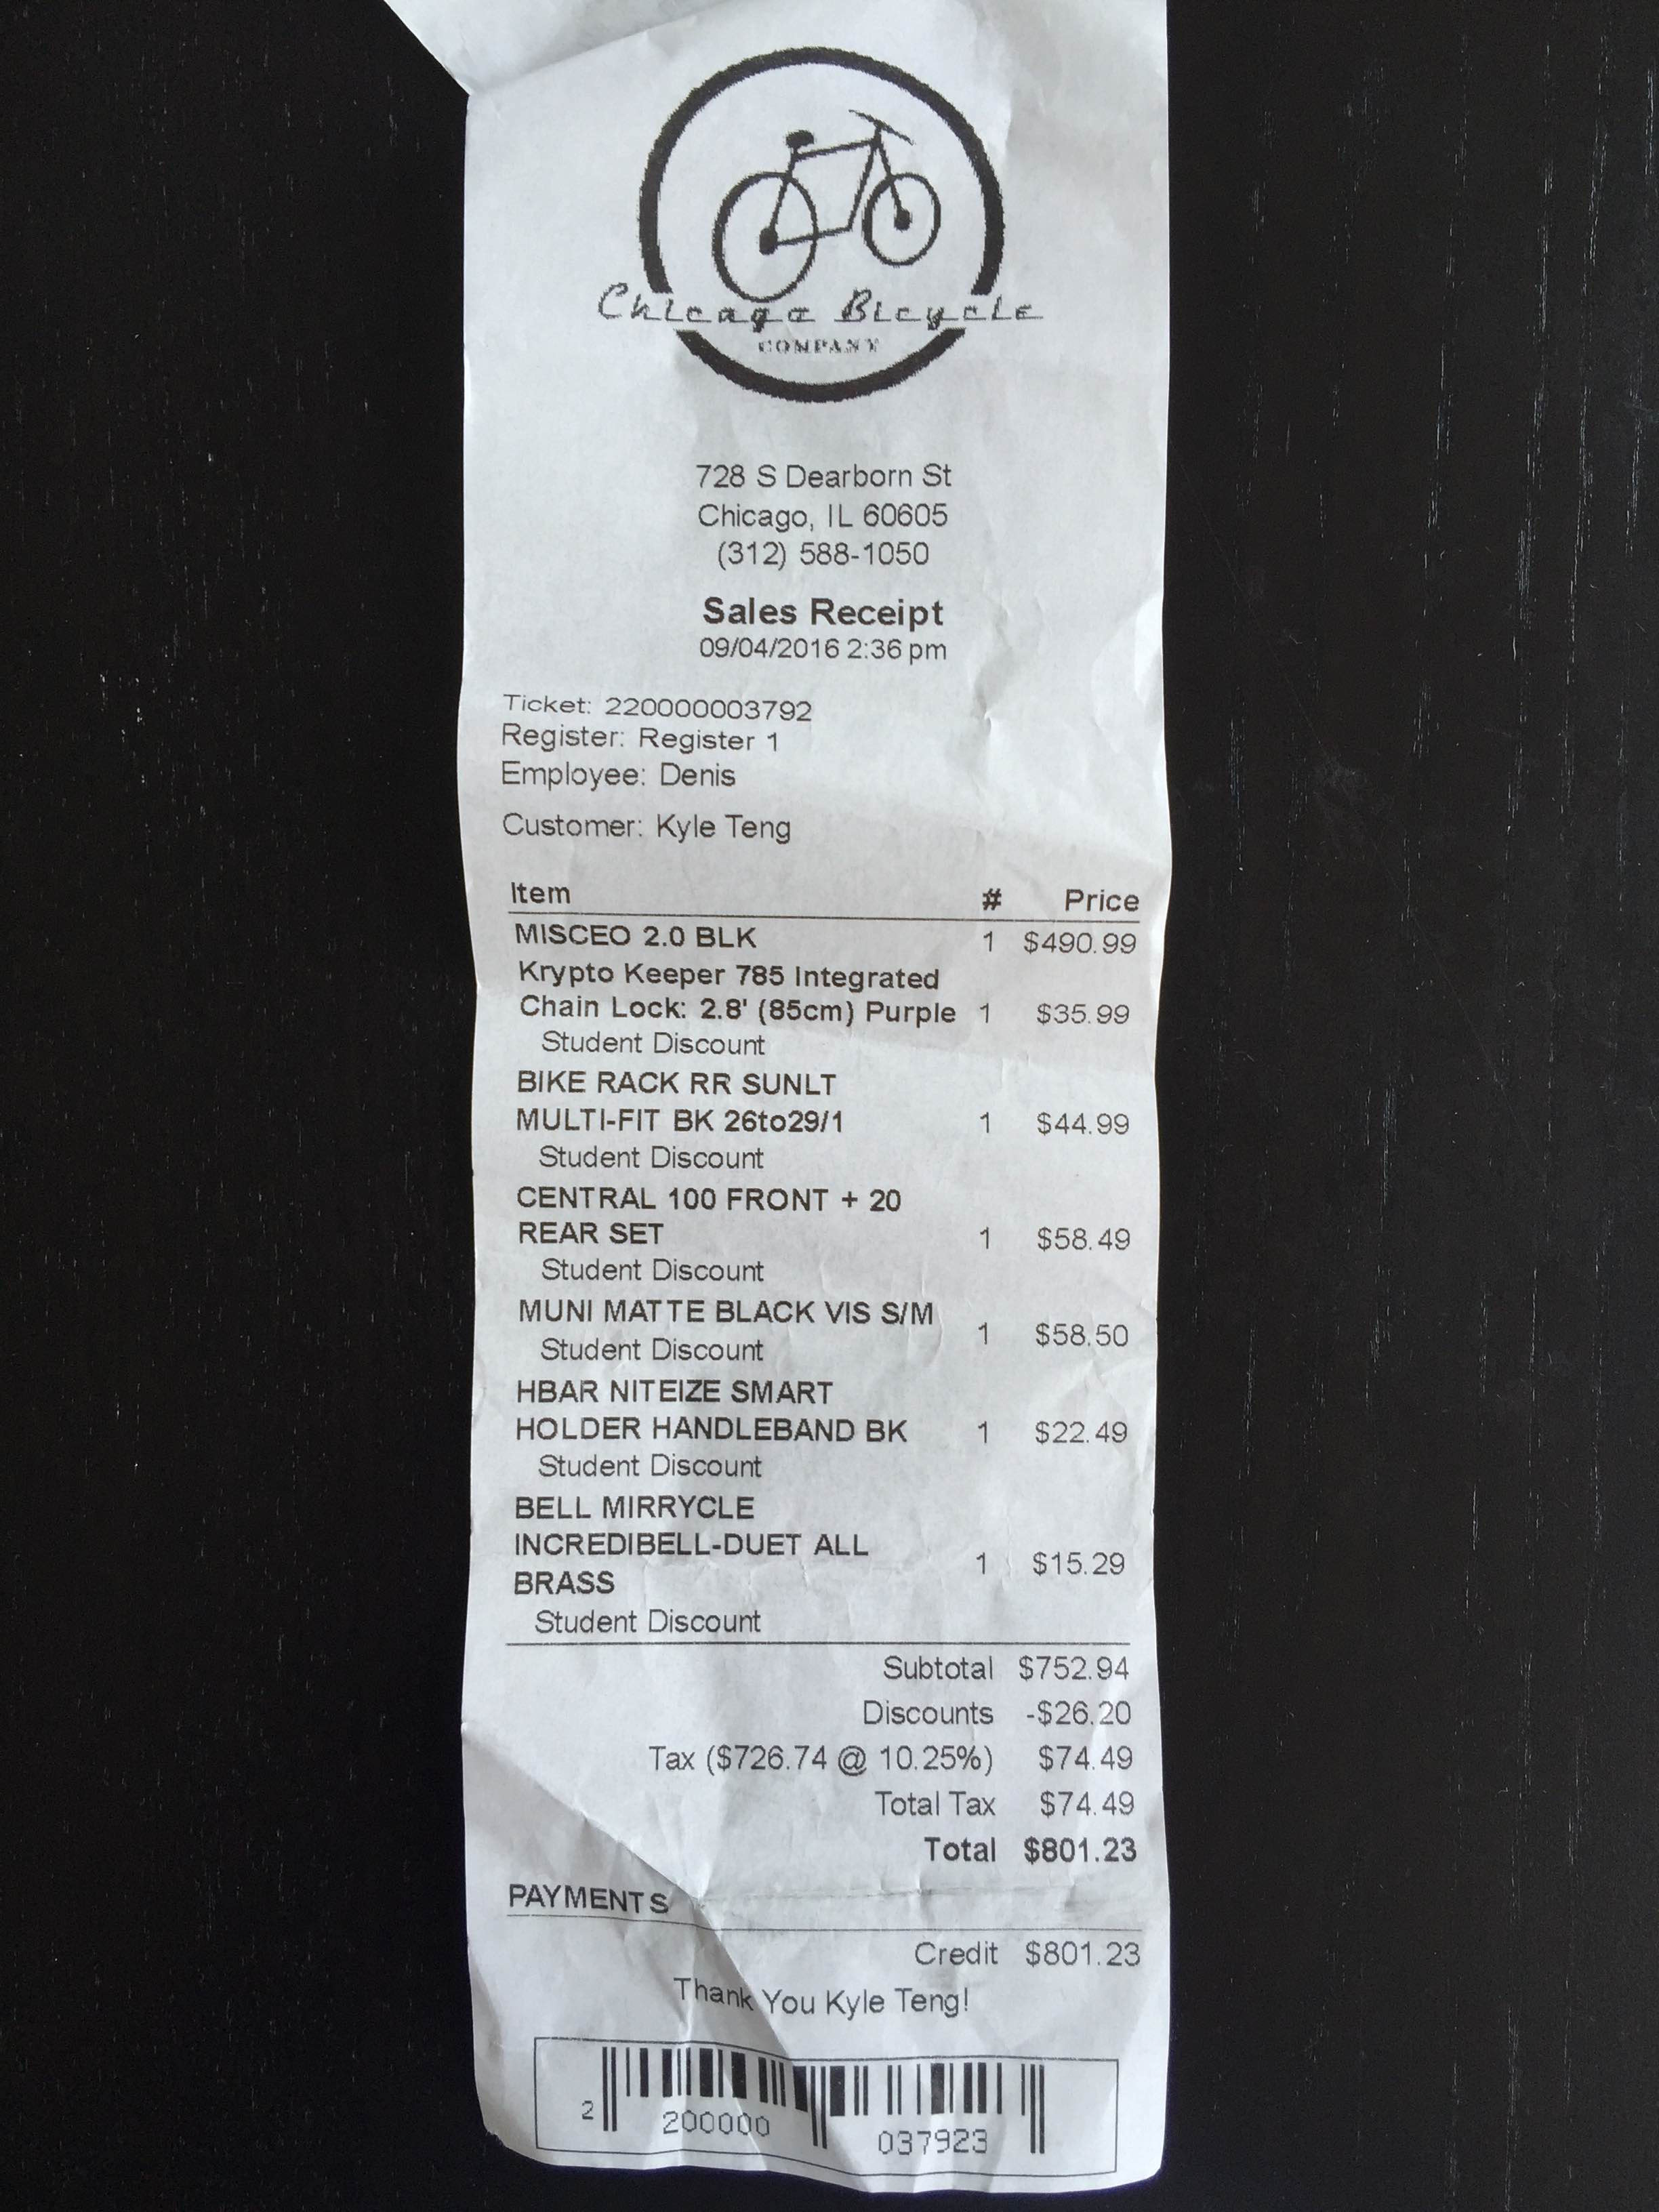 Chicago Bicycle
COMPANY
728 S Dearborn St
Chicago, IL 60605
(312) 588-1050
Sales Receipt
09/04/2016 2:36 pm
Ticket: 220000003792
Register: Register 1
Employee: Denis
Customer: Kyle Teng
Item # Price
MISCEO 2.0 BLK 1 $490.99
Krypto Keeper 785 Integrated
Chain Lock: 2.8' (85cm) Purple 1 $35.99
Student Discount
BIKE RACK RR SUNLT
MULTI-FIT BK 26to29/1 1 $44.99
Student Discount
CENTRAL 100 FRONT + 20
REAR SET 1 $58.49
Student Discount
MUNI MATTE BLACK VIS S/M 1 $58.50
Student Discount
HBAR NITEIZE SMART
HOLDER HANDLEBAND BK 1 $22.49
Student Discount
BELL MIRRYCLE
INCREDIBELL-DUET ALL 1 $15.29
BRASS
Student Discount
Subtotal $752.94
Discounts -$26.20
Tax ($726.74 @ 10.25%) $74.49
Total Tax $74.49
Total $801.23
PAYMENTS
Credit $801.23
Thank You Kyle Teng!
2 200000 037923